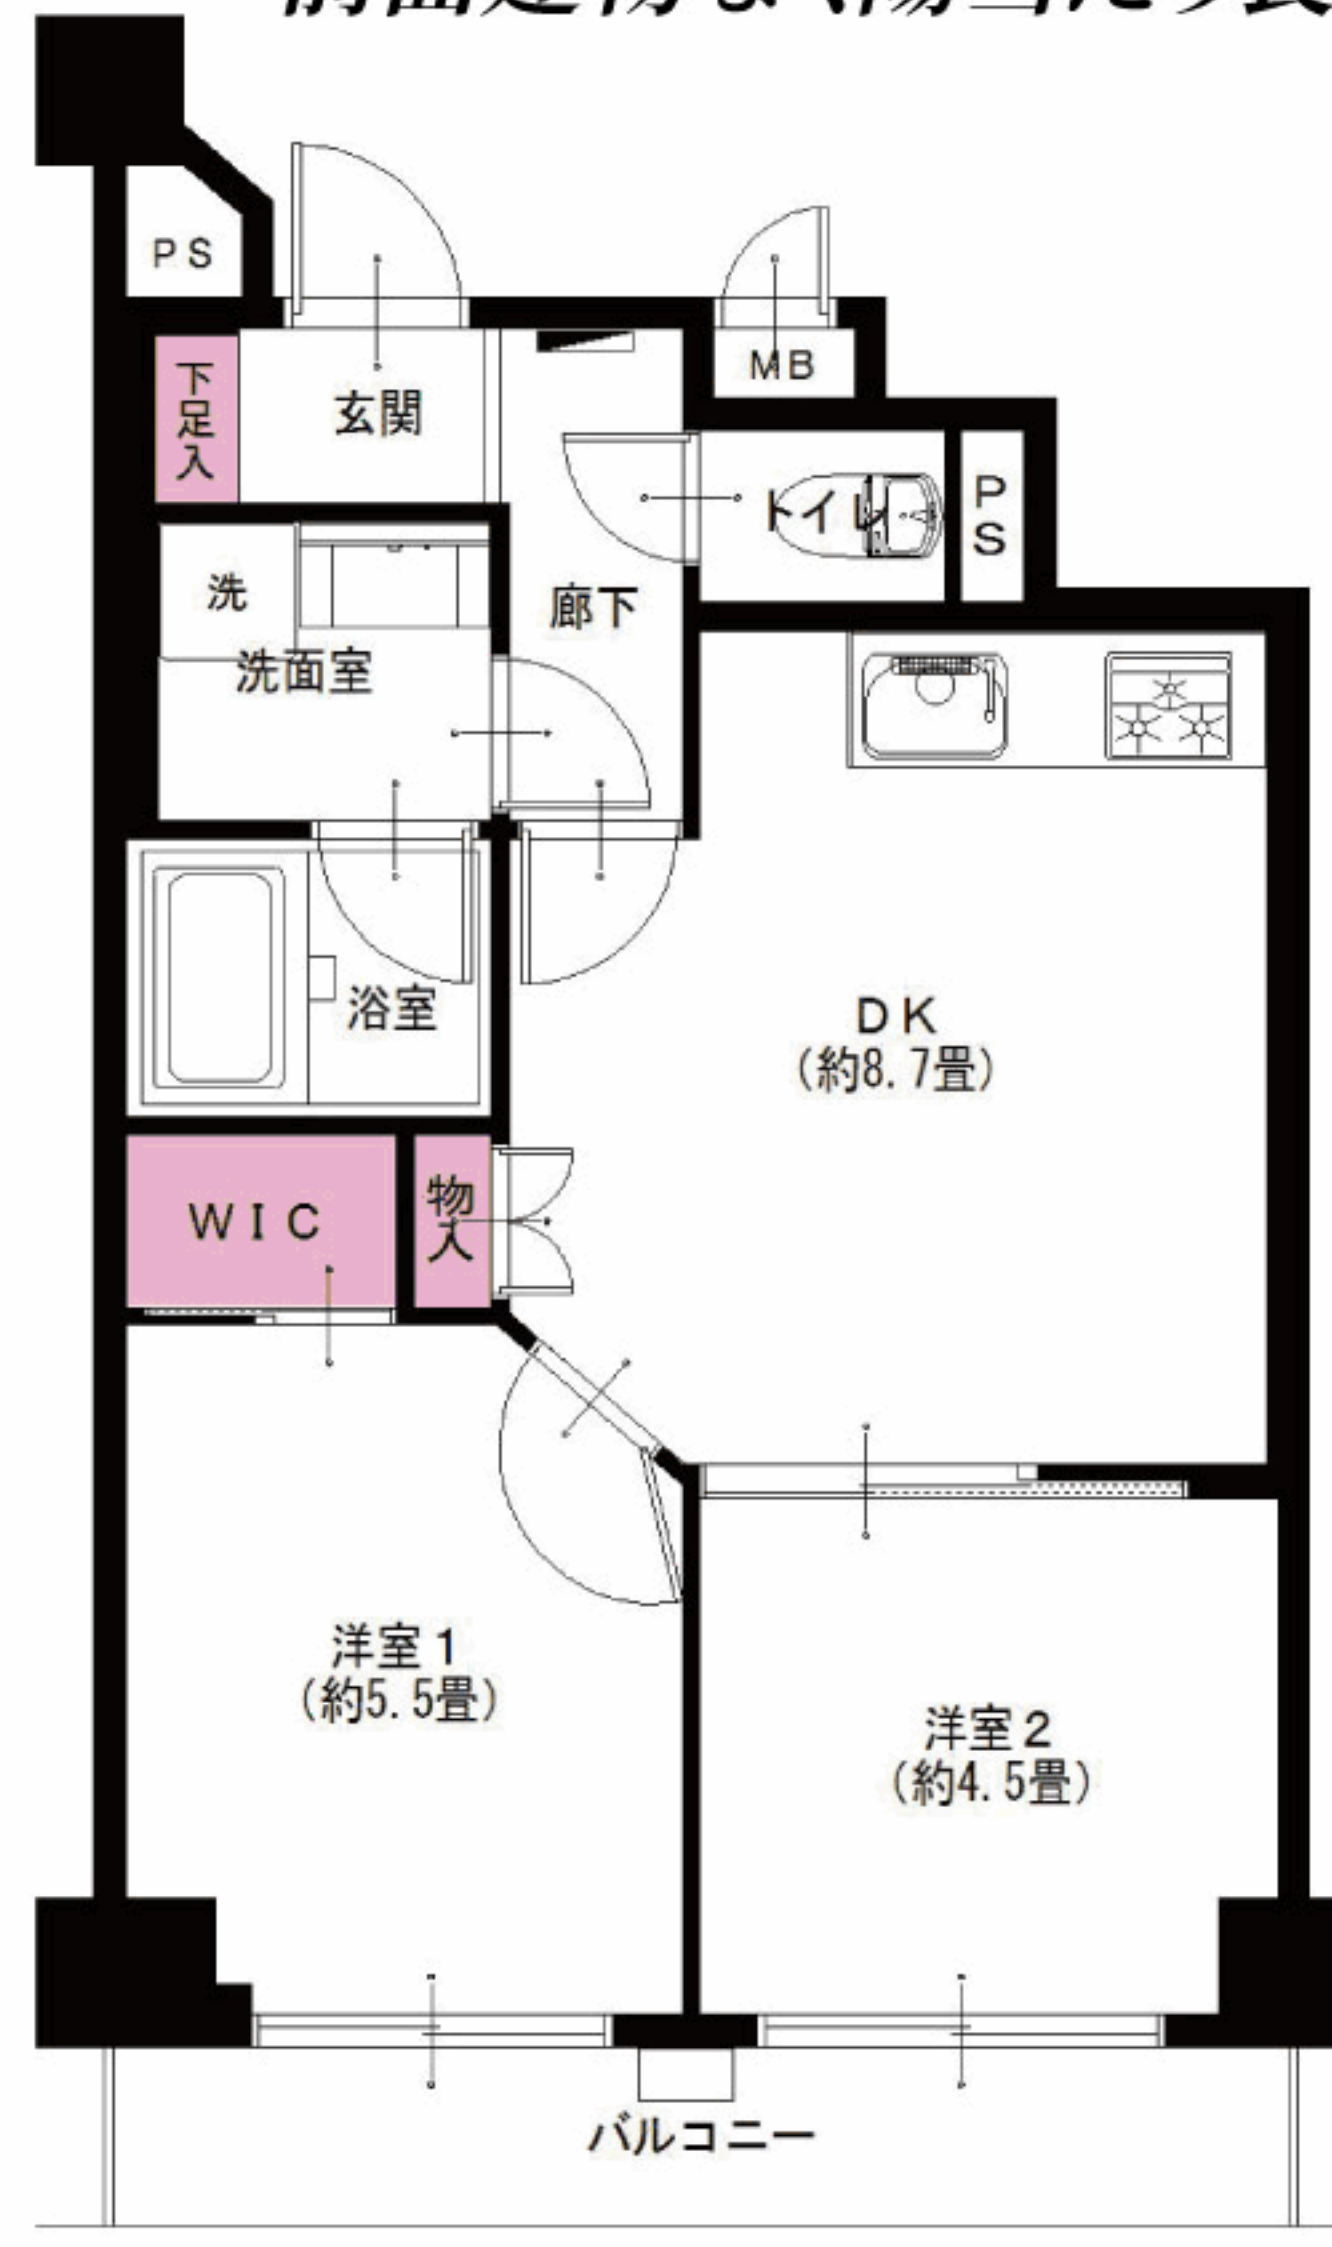 PS
MB
下足入
玄関
トイレ
PS
洗
廊下
洗面室
浴室
DK
(約8.7畳)
WIC
物入
洋室1
(約5.5畳)
洋室2
(約4.5畳)
バルコニー